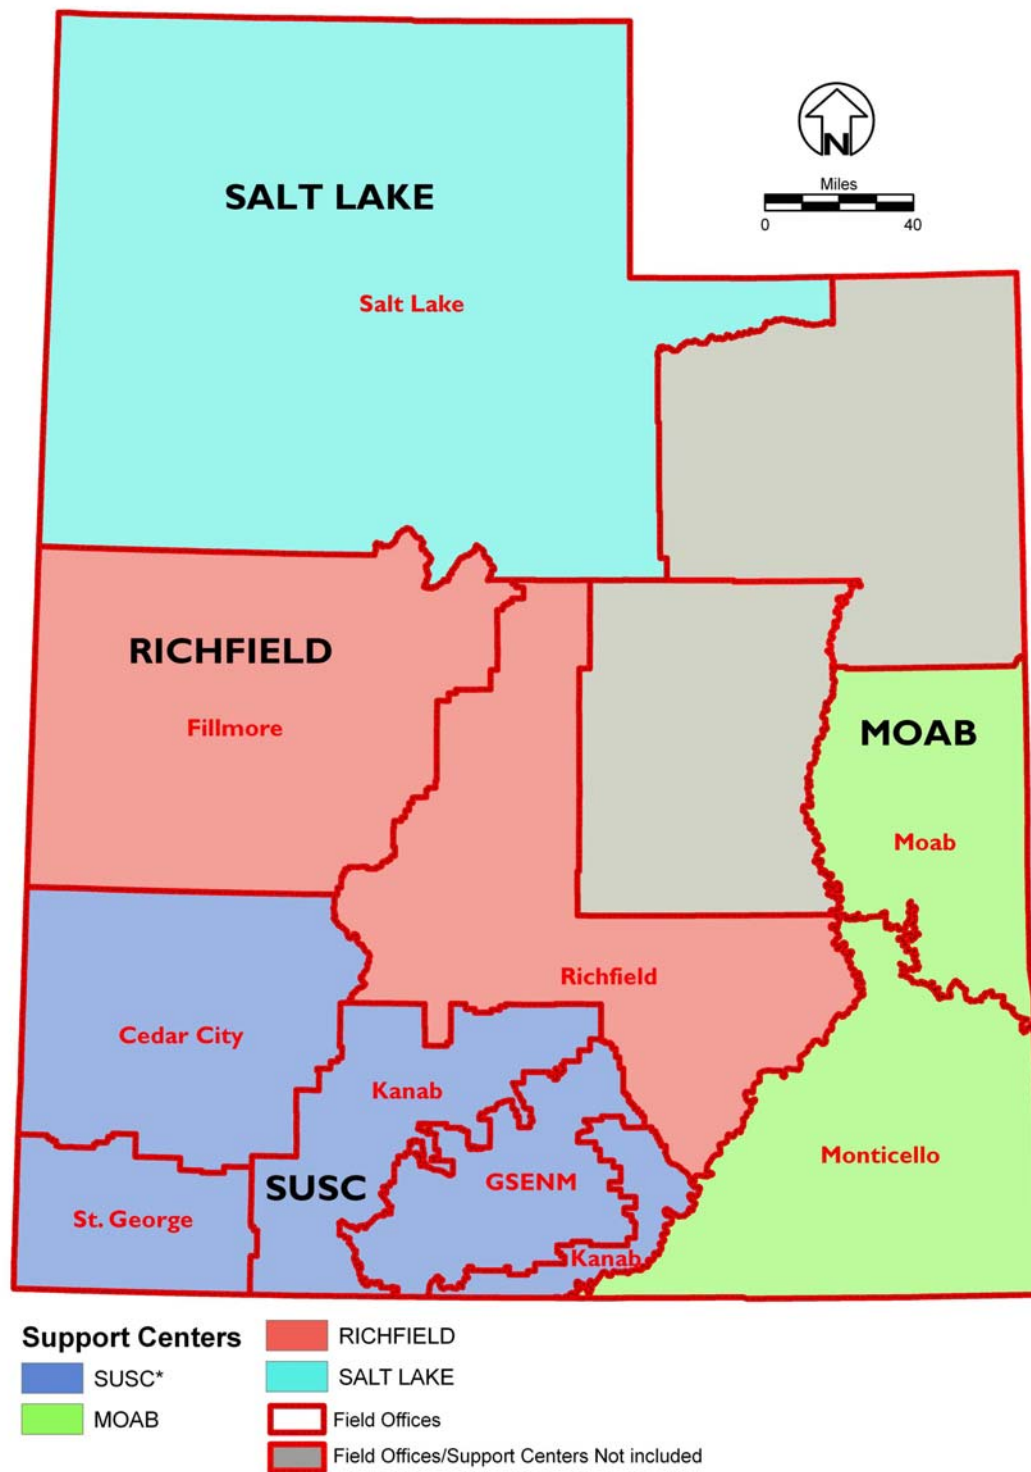 N
Miles
0 40
SALT LAKE
Salt Lake
RICHFIELD
Fillmore
MOAB
Moab
Richfield
Cedar City
Kanab
Monticello
SUSC
GSENM
St. George
Kanab
Support Centers
SUSC*
MOAB
RICHFIELD
SALT LAKE
Field Offices
Field Offices/Support Centers Not included